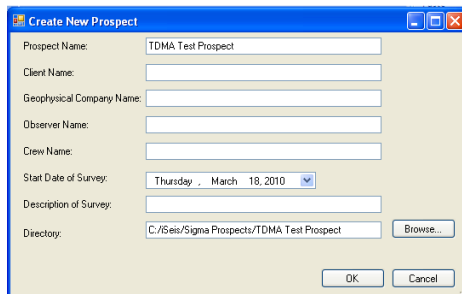 Create New Prospect
Prospect Name: TDMA Test Prospect
Client Name:
Geophysical Company Name:
Observer Name:
Crew Name:
Start Date of Survey: Thursday , March 18, 2010
Description of Survey:
Directory: C:/iSeis/Sigma Prospects/TDMA Test Prospect Browse...
OK Cancel